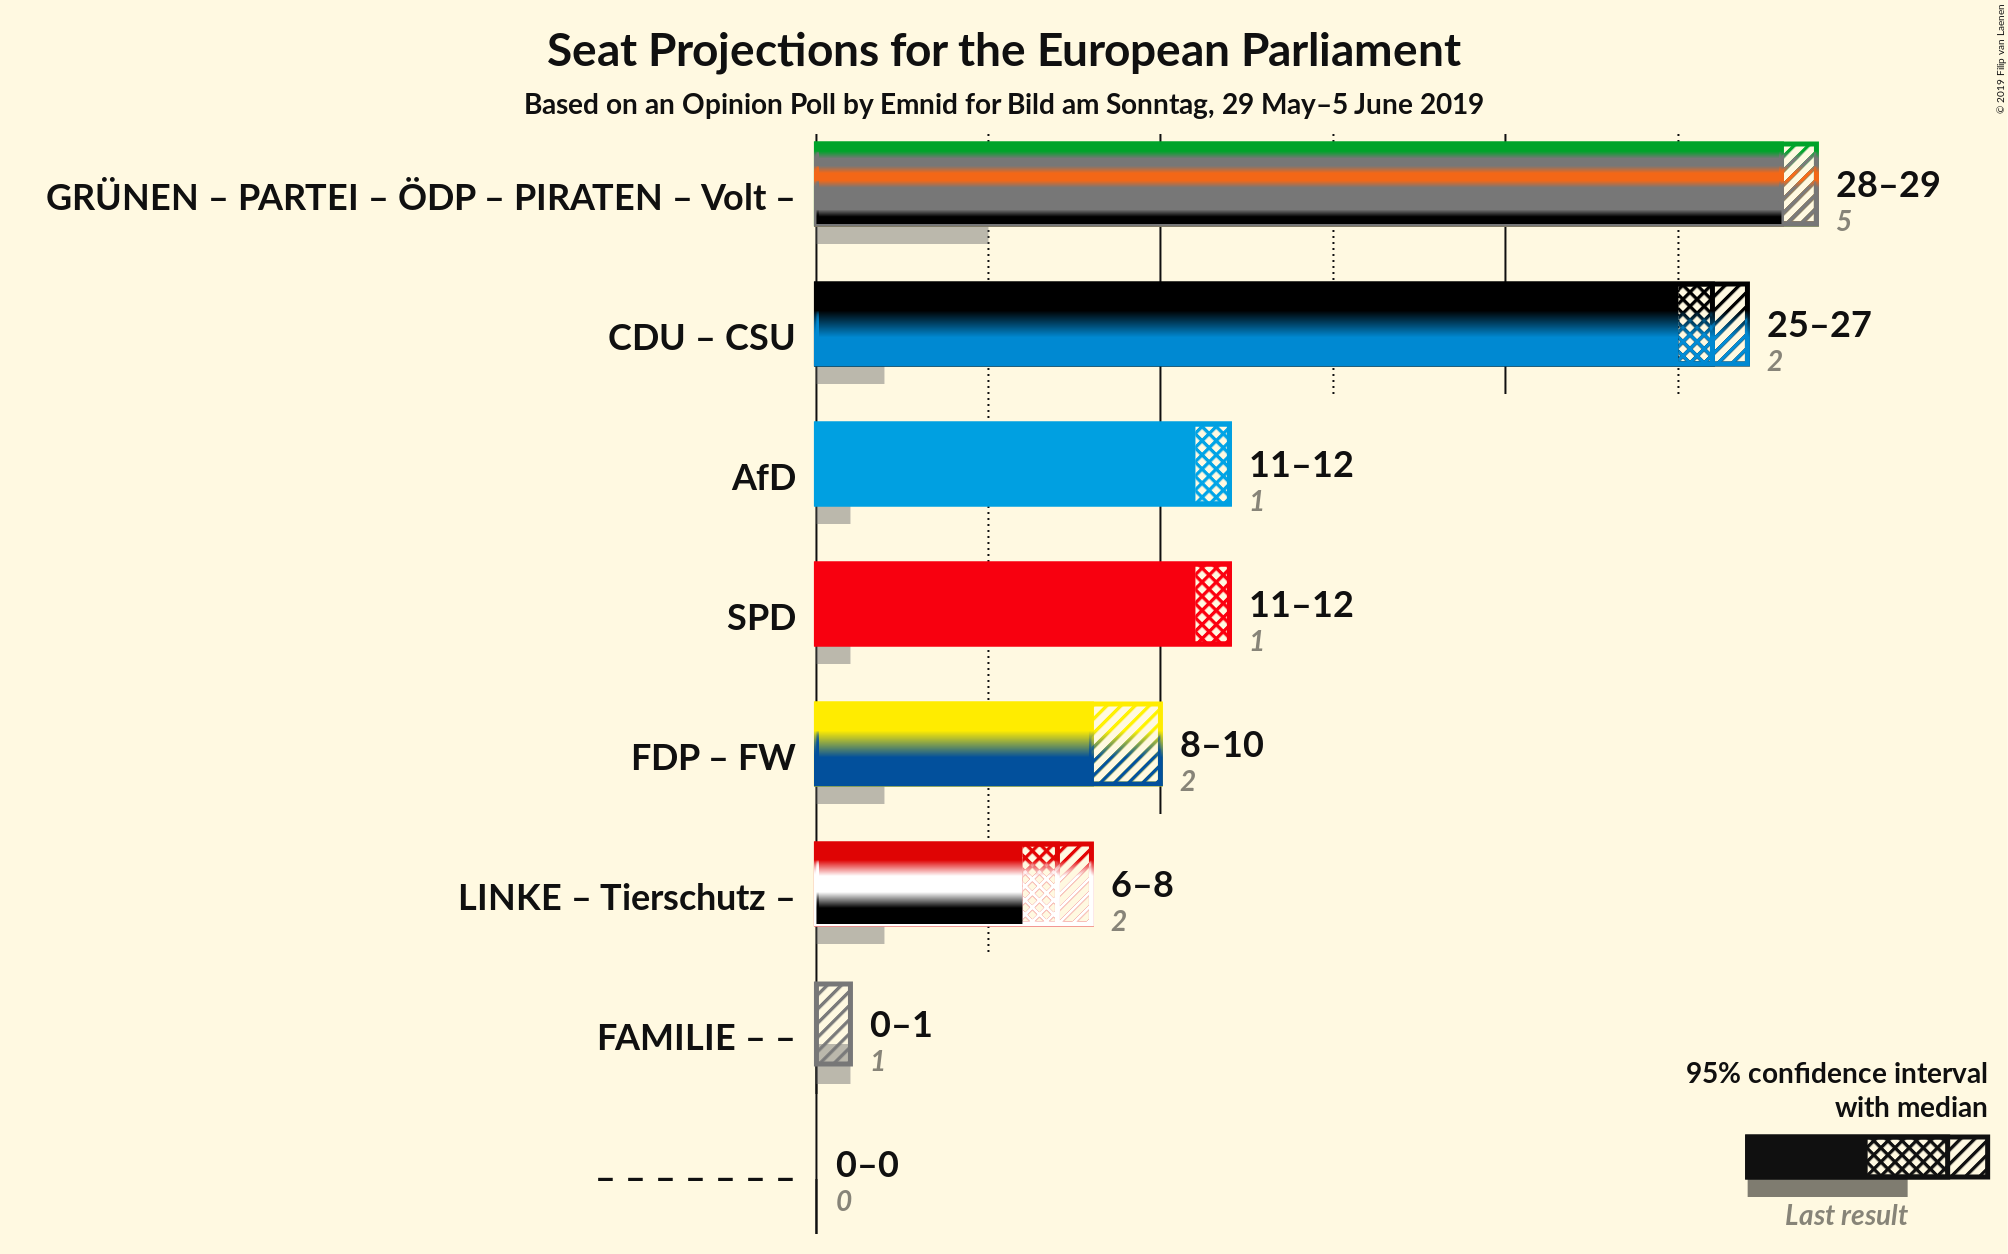 Seat Projections for the European Parliament
Based on an Opinion Poll by Emnid for Bild am Sonntag, 29 May–5 June 2019
© 2019 Filip van Laenen
GRÜNEN – PARTEI – ÖDP – PIRATEN – Volt –
28–29
5
CDU – CSU
25–27
2
AfD
11–12
1
SPD
11–12
1
FDP – FW
8–10
2
LINKE – Tierschutz –
6–8
2
FAMILIE – –
0–1
1
– – – – – – –
0–0
0
95% confidence interval
with median
Last result